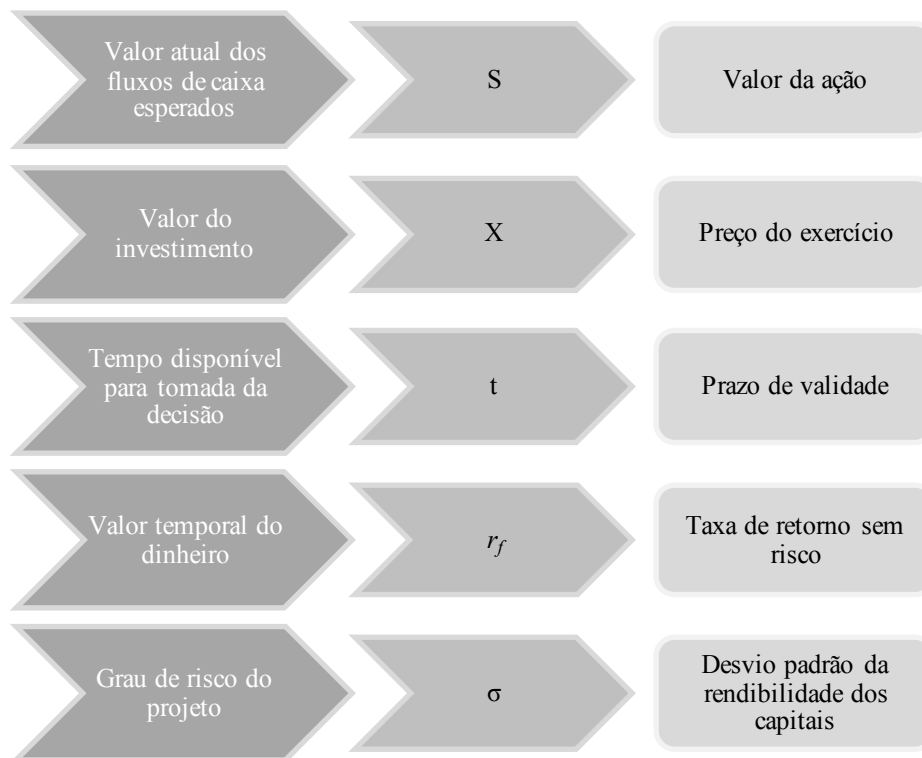 Valor atual dos
fluxos de caixa
esperados
S
Valor da ação
Valor do
investimento
X
Preço do exercício
Tempo disponível
para tomada da
decisão
t
Prazo de validade
Valor temporal do
dinheiro
r_f
Taxa de retorno sem
risco
Grau de risco do
projeto
σ
Desvio padrão da
rendibilidade dos
capitais